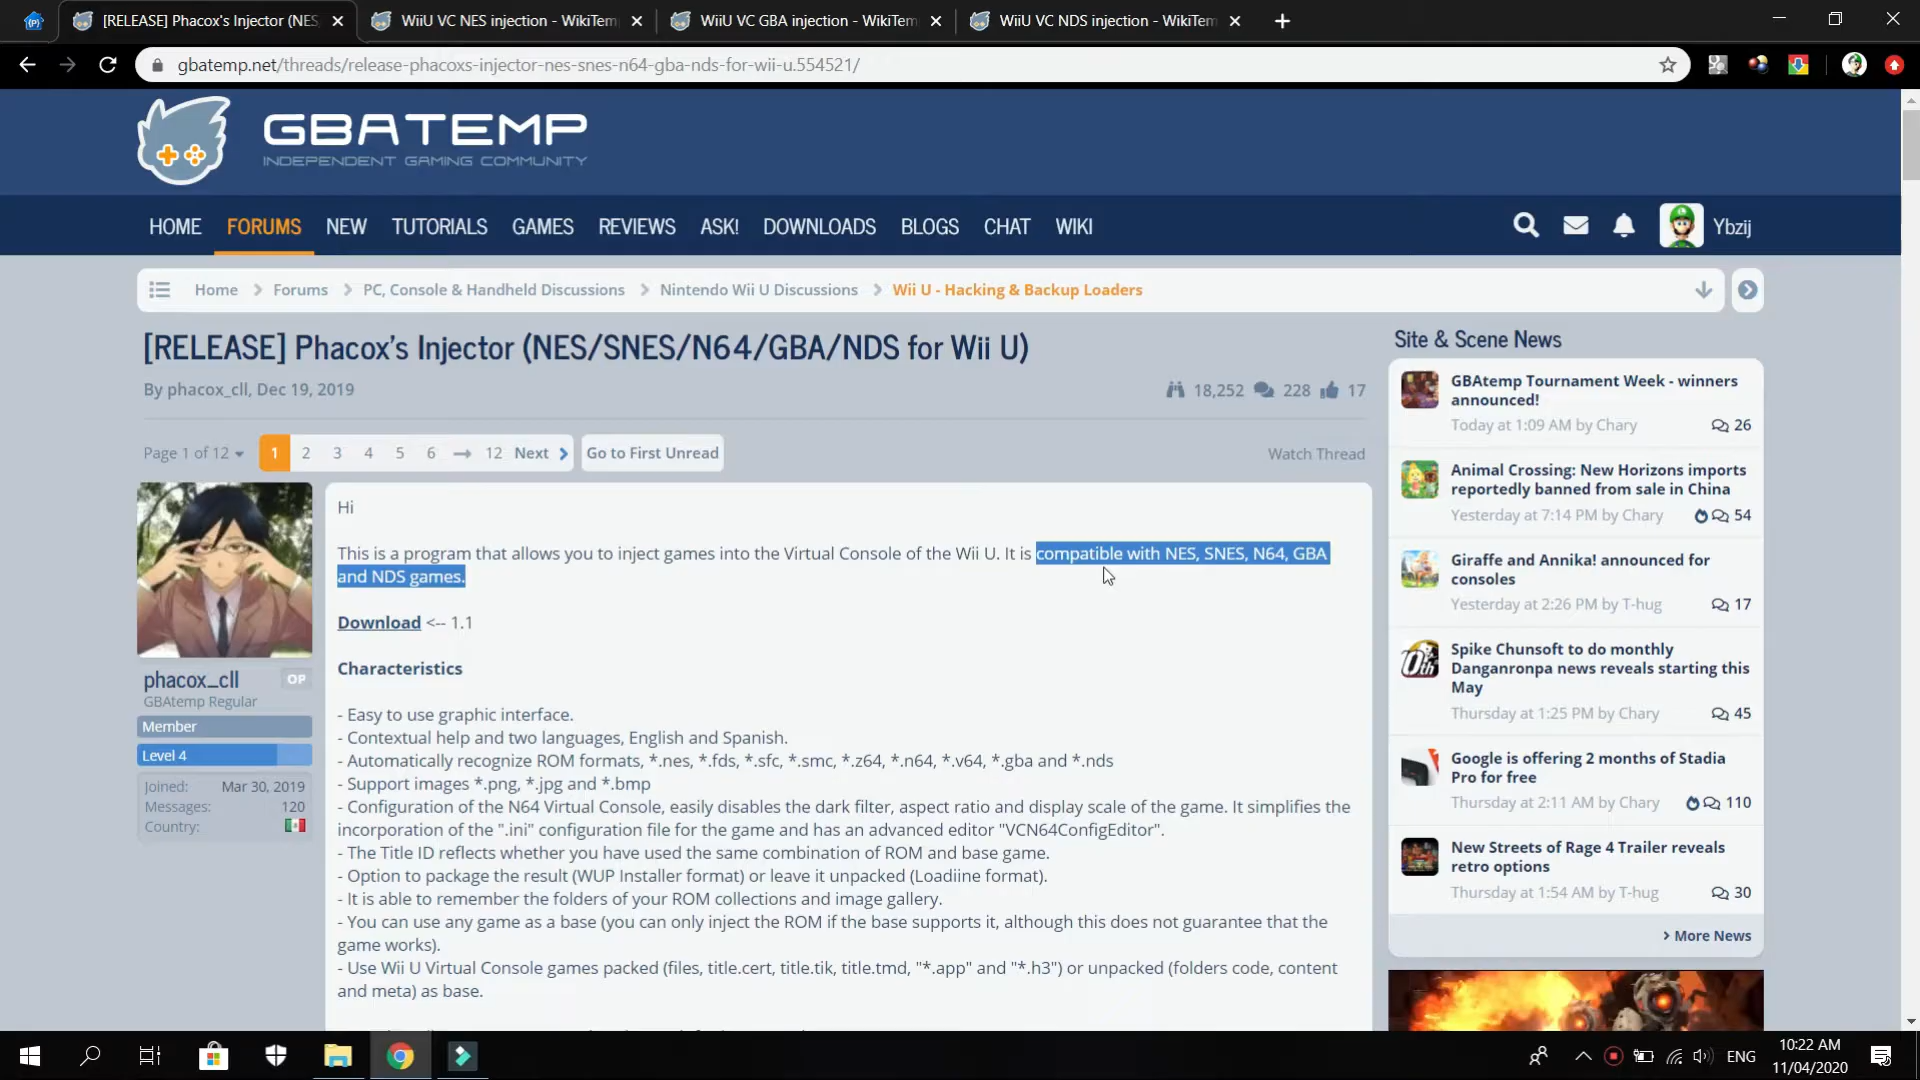 [RELEASE] Phacox's Injector (NES,
WiiU VC NES injection - WikiTem
WiiU VC GBA injection - WikiTem
WiiU VC NDS injection - WikiTem
gbatemp.net/threads/release-phacoxs-injector-nes-snes-n64-gba-nds-for-wii-u.554521/
GBATEMP
INDEPENDENT GAMING COMMUNITY
HOME FORUMS NEW TUTORIALS GAMES REVIEWS ASK! DOWNLOADS BLOGS CHAT WIKI Ybzij
Home Forums PC, Console & Handheld Discussions Nintendo Wii U Discussions Wii U - Hacking & Backup Loaders
[RELEASE] Phacox's Injector (NES/SNES/N64/GBA/NDS for Wii U)
By phacox_cll, Dec 19, 2019
18,252 228 17
Page 1 of 12 1 2 3 4 5 6 → 12 Next Go to First Unread
Watch Thread
phacox_cll OP
GBAtemp Regular
Member
Level 4
Joined: Mar 30, 2019
Messages: 120
Country:
Hi
This is a program that allows you to inject games into the Virtual Console of the Wii U. It is compatible with NES, SNES, N64, GBA
and NDS games.
Download <-- 1.1
Characteristics
- Easy to use graphic interface.
- Contextual help and two languages, English and Spanish.
- Automatically recognize ROM formats, *.nes, *.fds, *.sfc, *.smc, *.z64, *.n64, *.v64, *.gba and *.nds
- Support images *.png, *.jpg and *.bmp
- Configuration of the N64 Virtual Console, easily disables the dark filter, aspect ratio and display scale of the game. It simplifies the
incorporation of the ".ini" configuration file for the game and has an advanced editor "VCN64ConfigEditor".
- The Title ID reflects whether you have used the same combination of ROM and base game.
- Option to package the result (WUP Installer format) or leave it unpacked (Loadiine format).
- It is able to remember the folders of your ROM collections and image gallery.
- You can use any game as a base (you can only inject the ROM if the base supports it, although this does not guarantee that the
game works).
- Use Wii U Virtual Console games packed (files, title.cert, title.tik, title.tmd, "*.app" and "*.h3") or unpacked (folders code, content
and meta) as base.
Site & Scene News
GBAtemp Tournament Week - winners
announced!
Today at 1:09 AM by Chary 26
Animal Crossing: New Horizons imports
reportedly banned from sale in China
Yesterday at 7:14 PM by Chary 54
Giraffe and Annika! announced for
consoles
Yesterday at 2:26 PM by T-hug 17
Spike Chunsoft to do monthly
Danganronpa news reveals starting this
May
Thursday at 1:25 PM by Chary 45
Google is offering 2 months of Stadia
Pro for free
Thursday at 2:11 AM by Chary 110
New Streets of Rage 4 Trailer reveals
retro options
Thursday at 1:54 AM by T-hug 30
More News
ENG
10:22 AM
11/04/2020